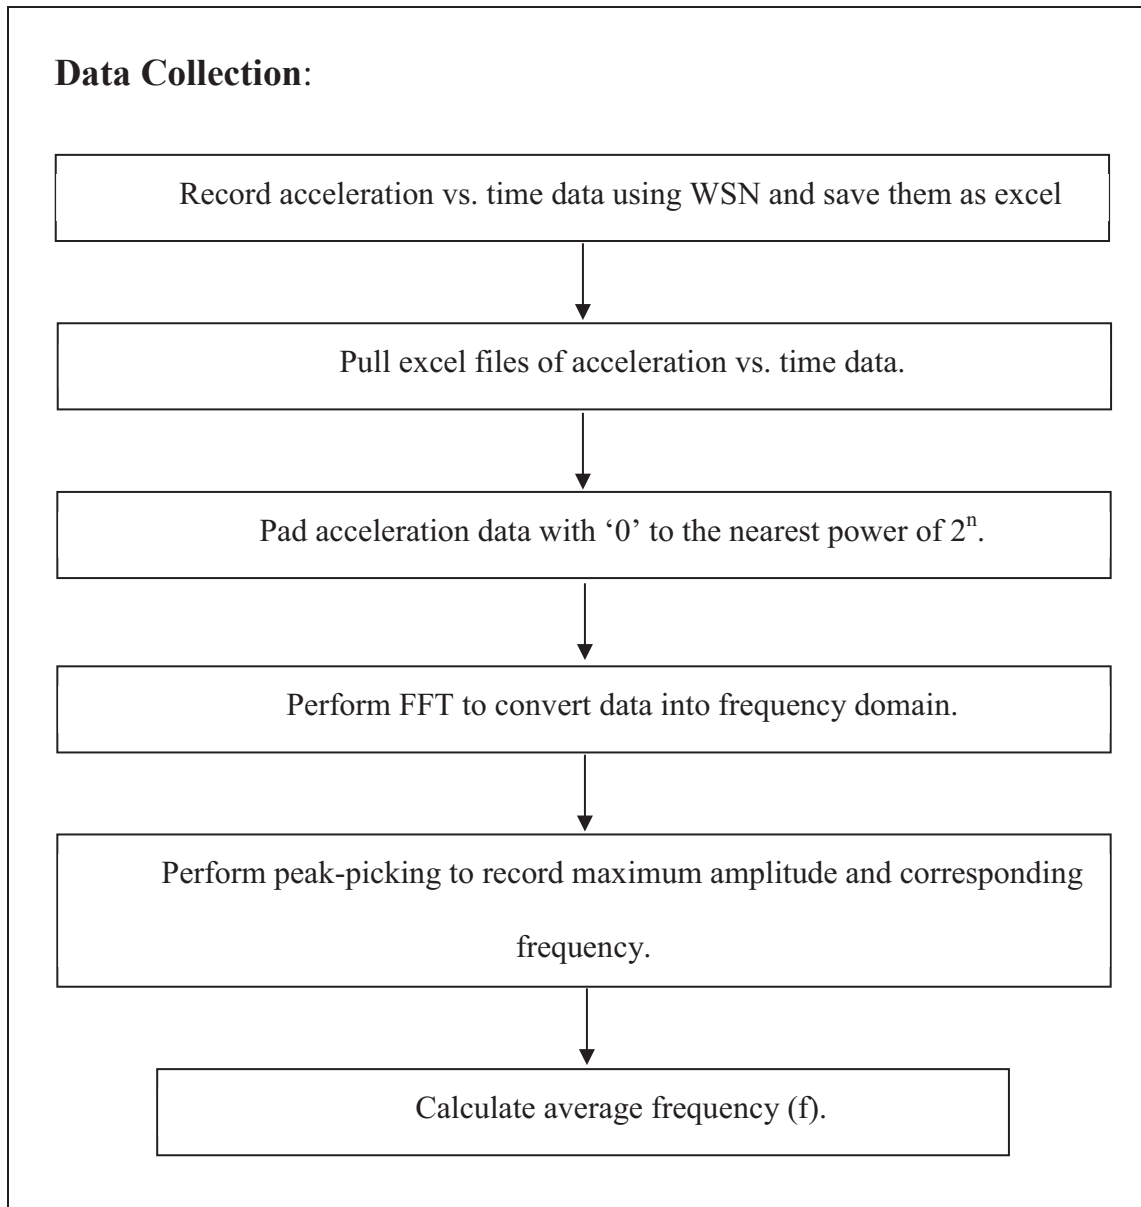 Data Collection:
Record acceleration vs. time data using WSN and save them as excel
Pull excel files of acceleration vs. time data.
Pad acceleration data with ‘0’ to the nearest power of 2ⁿ.
Perform FFT to convert data into frequency domain.
Perform peak-picking to record maximum amplitude and corresponding
frequency.
Calculate average frequency (f).